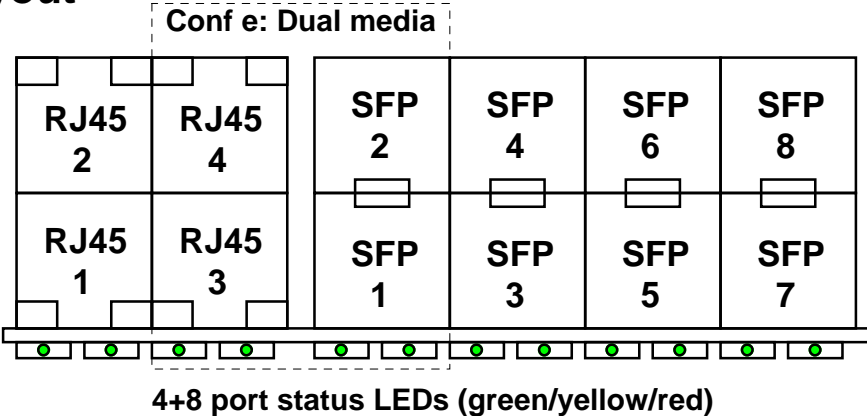 Conf e: Dual media
RJ45 2
RJ45 4
SFP 2
SFP 4
SFP 6
SFP 8
RJ45 1
RJ45 3
SFP 1
SFP 3
SFP 5
SFP 7
4+8 port status LEDs (green/yellow/red)